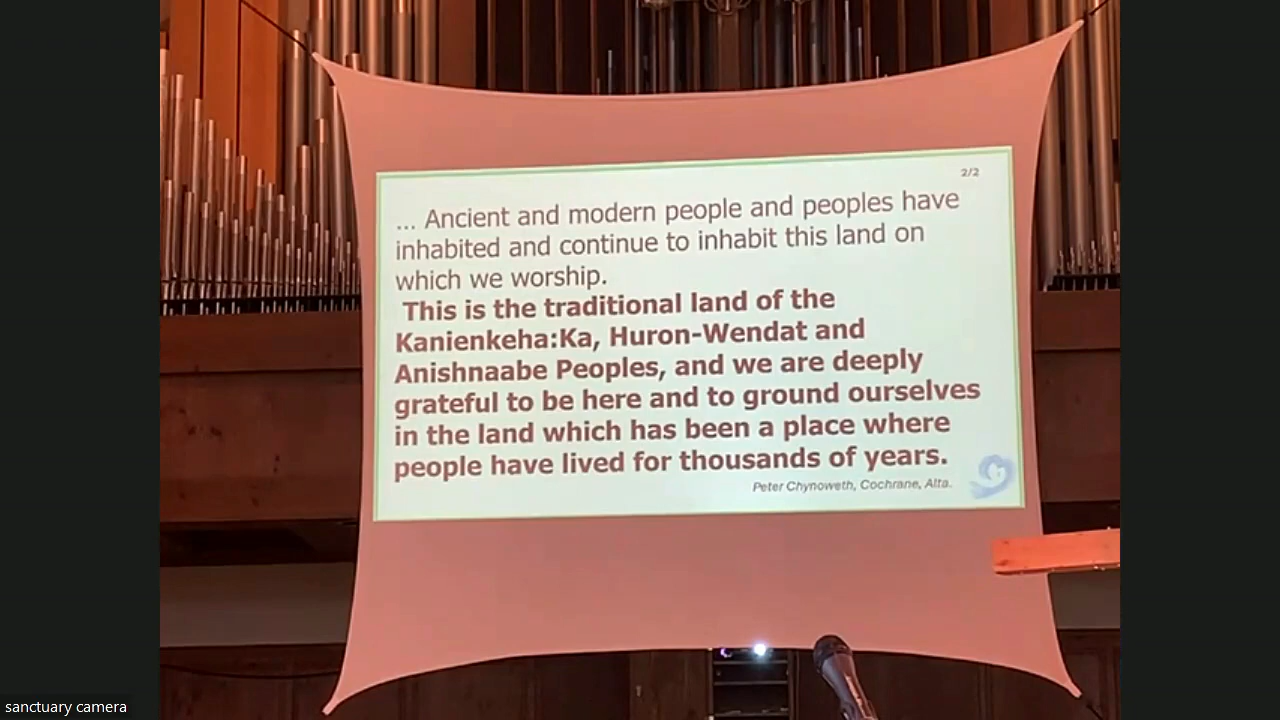 2/2
... Ancient and modern people and peoples have
inhabited and continue to inhabit this land on
which we worship.
This is the traditional land of the
Kanienkeha:Ka, Huron-Wendat and
Anishnaabe Peoples, and we are deeply
grateful to be here and to ground ourselves
in the land which has been a place where
people have lived for thousands of years.
Peter Chynoweth, Cochrane, Alta.
sanctuary camera